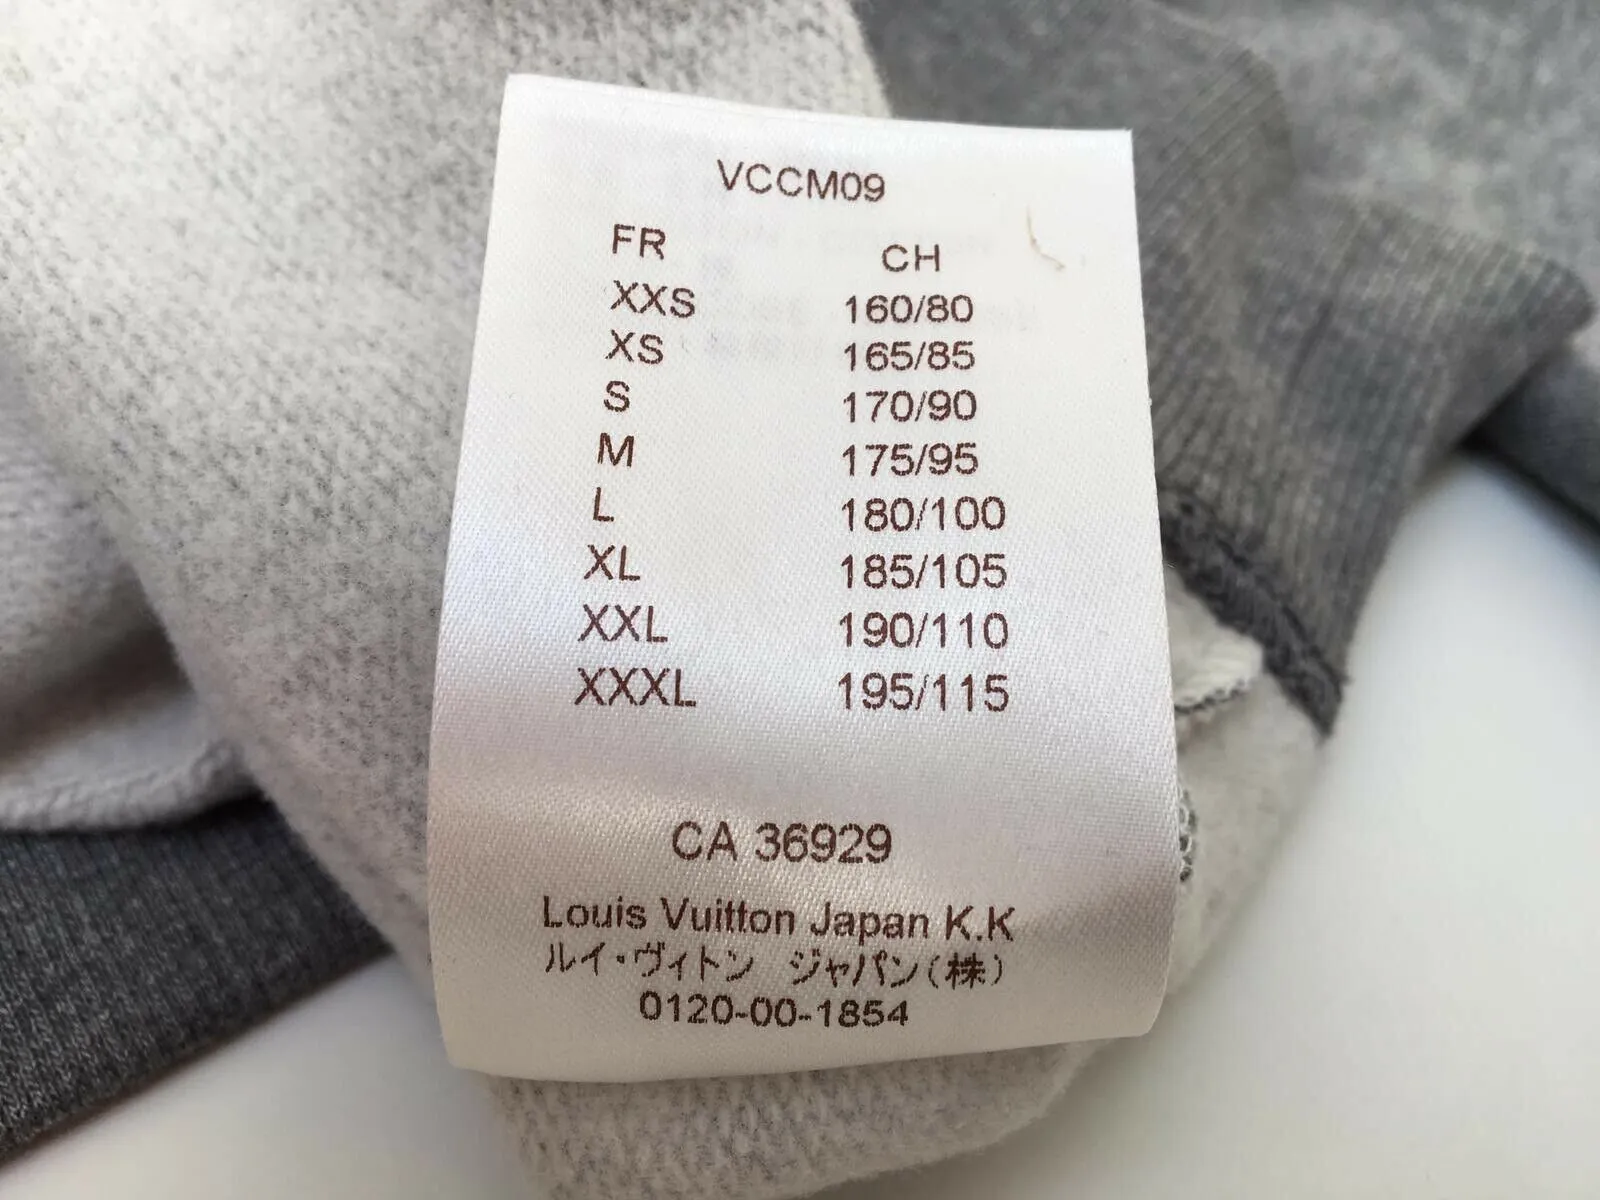 VCCM09
FR CH
XXS 160/80
XS 165/85
S 170/90
M 175/95
L 180/100
XL 185/105
XXL 190/110
XXXL 195/115
CA 36929
Louis Vuitton Japan K.K
ルイ・ヴィトン ジャパン(株)
0120-00-1854